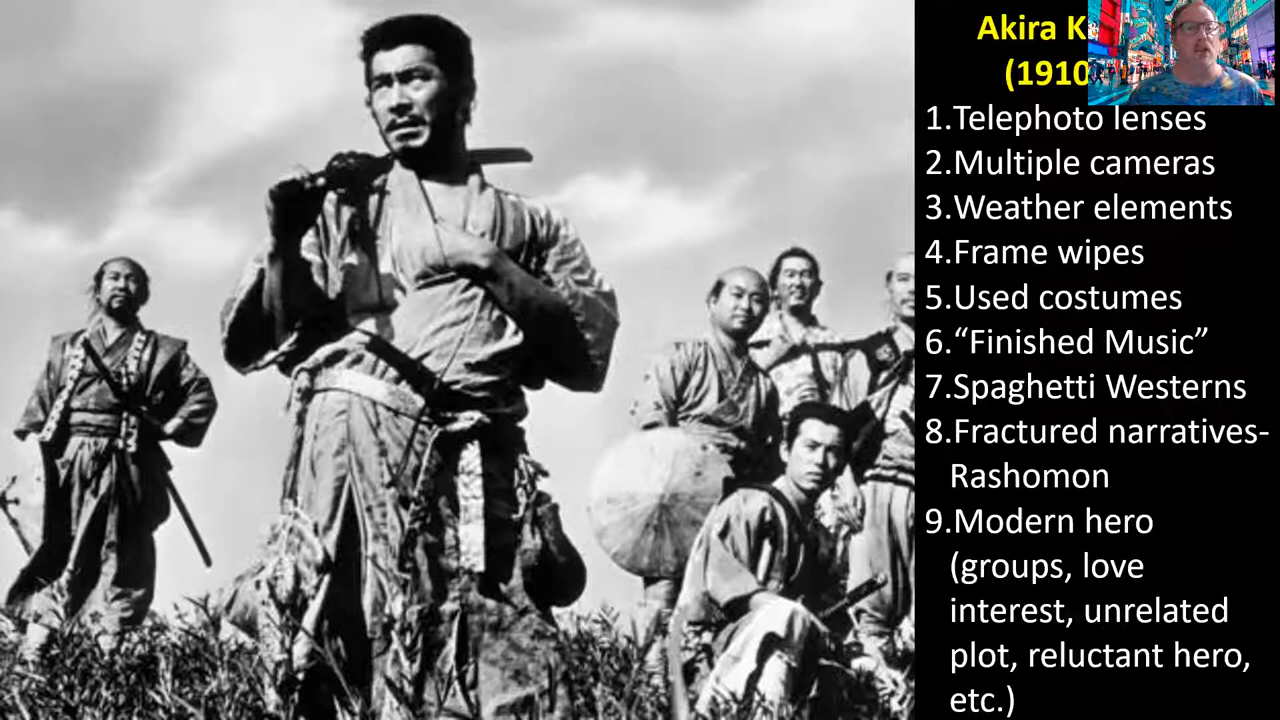 Akira K
(1910
1.Telephoto lenses
2.Multiple cameras
3.Weather elements
4.Frame wipes
5.Used costumes
6.“Finished Music”
7.Spaghetti Westerns
8.Fractured narratives-
Rashomon
9.Modern hero
(groups, love
interest, unrelated
plot, reluctant hero,
etc.)